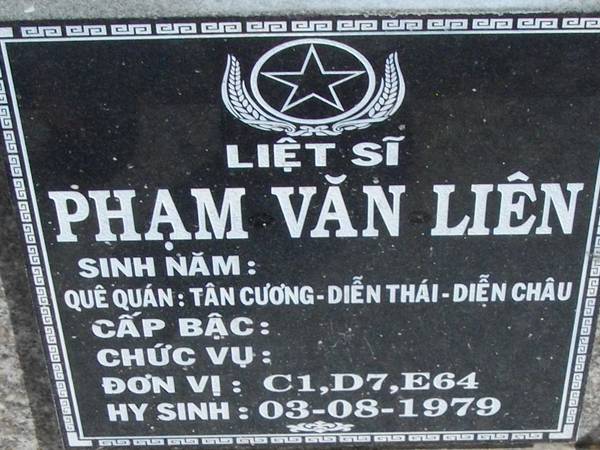 LIỆT SĨ
PHẠM VĂN LIÊN
SINH NĂM :
QUÊ QUÁN : TÂN CƯƠNG - DIỄN THÁI - DIỄN CHÂU
CẤP BẬC :
CHỨC VỤ :
ĐƠN VỊ : C1,D7,E64
HY SINH : 03-08-1979